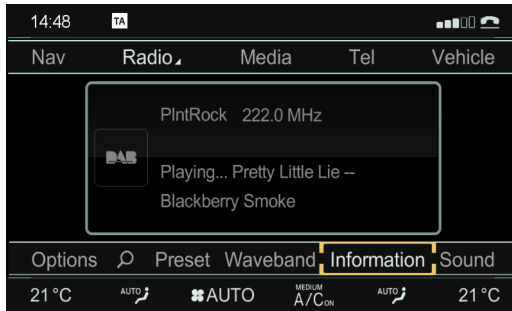 14:48 TA
Nav Radio Media Tel Vehicle
PlntRock 222.0 MHz
DAB
Playing... Pretty Little Lie --
Blackberry Smoke
Options Preset Waveband Information Sound
21°C AUTO AUTO MEDIUM A/C ON AUTO 21°C